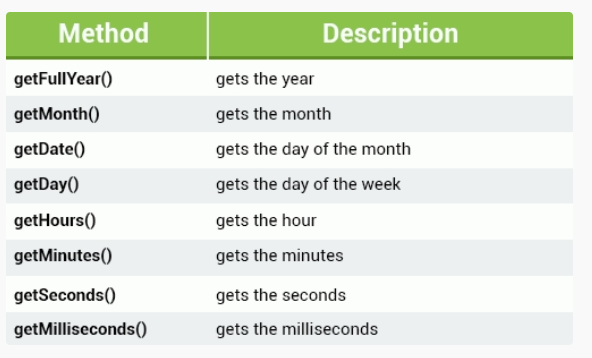 Method Description
getFullYear() gets the year
getMonth() gets the month
getDate() gets the day of the month
getDay() gets the day of the week
getHours() gets the hour
getMinutes() gets the minutes
getSeconds() gets the seconds
getMilliseconds() gets the milliseconds